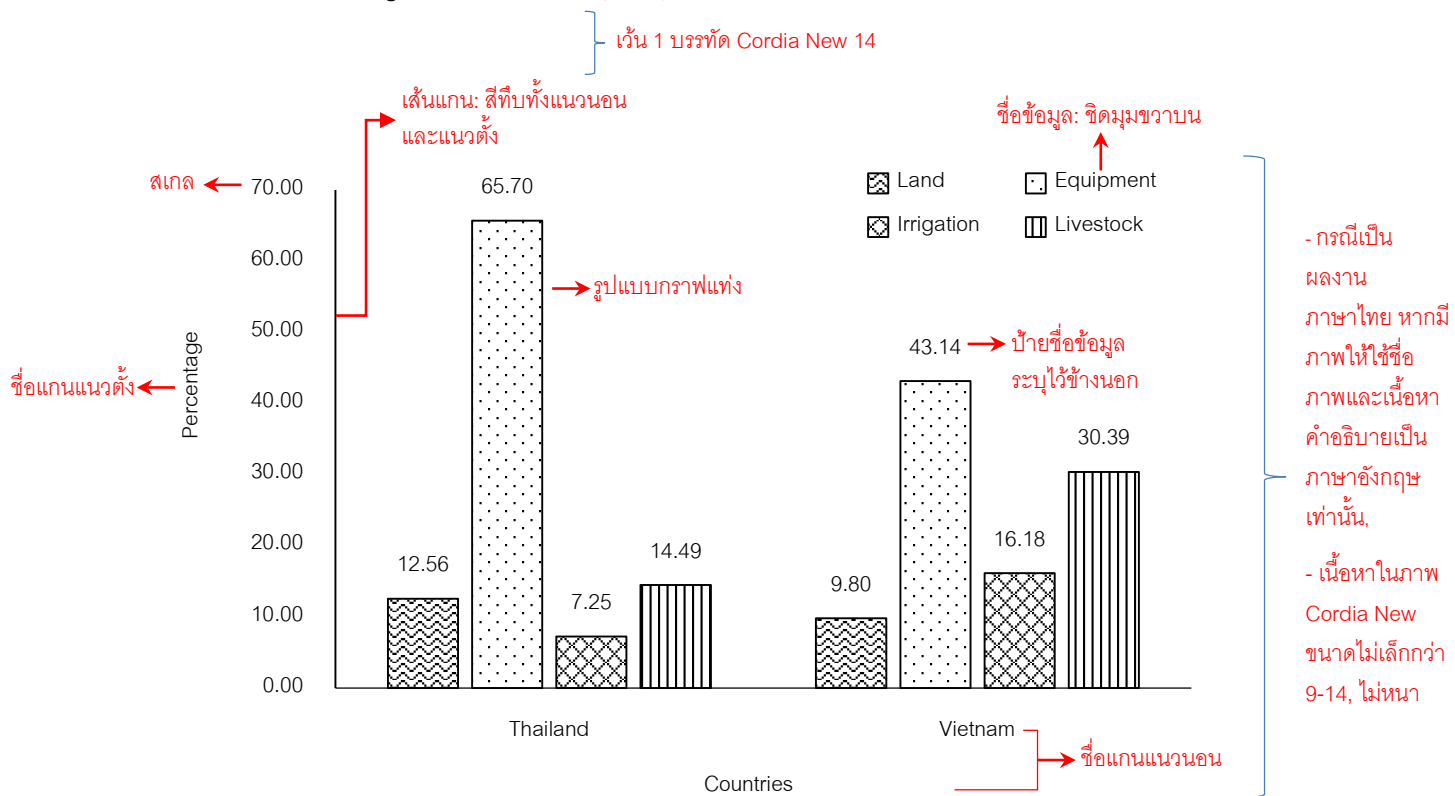 เว้น 1 บรรทัด Cordia New 14
เส้นแกน: สีทึบทั้งแนวนอน
และแนวตั้ง
ชื่อข้อมูล: ชิดมุมขวาบน
สเกล
70.00
60.00
50.00
40.00
30.00
20.00
10.00
0.00
ชื่อแกนแนวตั้ง
Percentage
Land
Equipment
Irrigation
Livestock
65.70
รูปแบบกราฟแท่ง
12.56
7.25
14.49
43.14
ป้ายชื่อข้อมูล
ระบุไว้ข้างนอก
9.80
16.18
30.39
Thailand
Vietnam
Countries
ชื่อแกนแนวนอน
- กรณีเป็น
ผลงาน
ภาษาไทย หากมี
ภาพให้ใช้ชื่อ
ภาพและเนื้อหา
คำอธิบายเป็น
ภาษาอังกฤษ
เท่านั้น,
- เนื้อหาในภาพ
Cordia New
ขนาดไม่เล็กกว่า
9-14, ไม่หนา